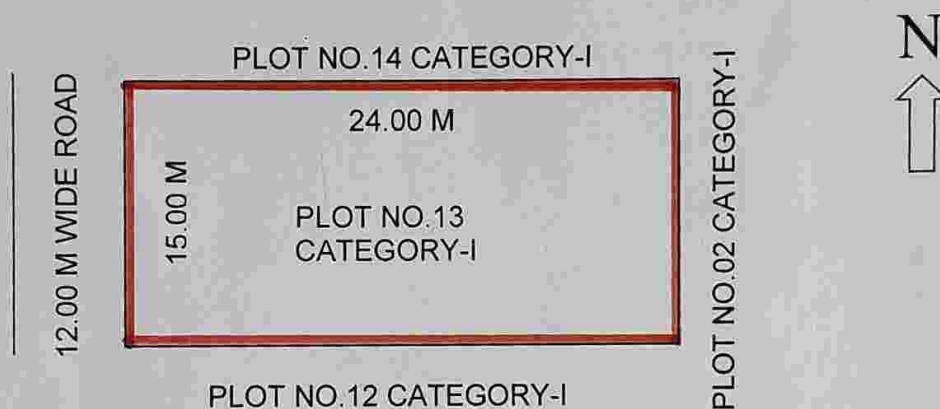 N
PLOT NO.14 CATEGORY-I
12.00 M WIDE ROAD
24.00 M
15.00 M
PLOT NO.13
CATEGORY-I
PLOT NO.02 CATEGORY-I
PLOT NO.12 CATEGORY-I